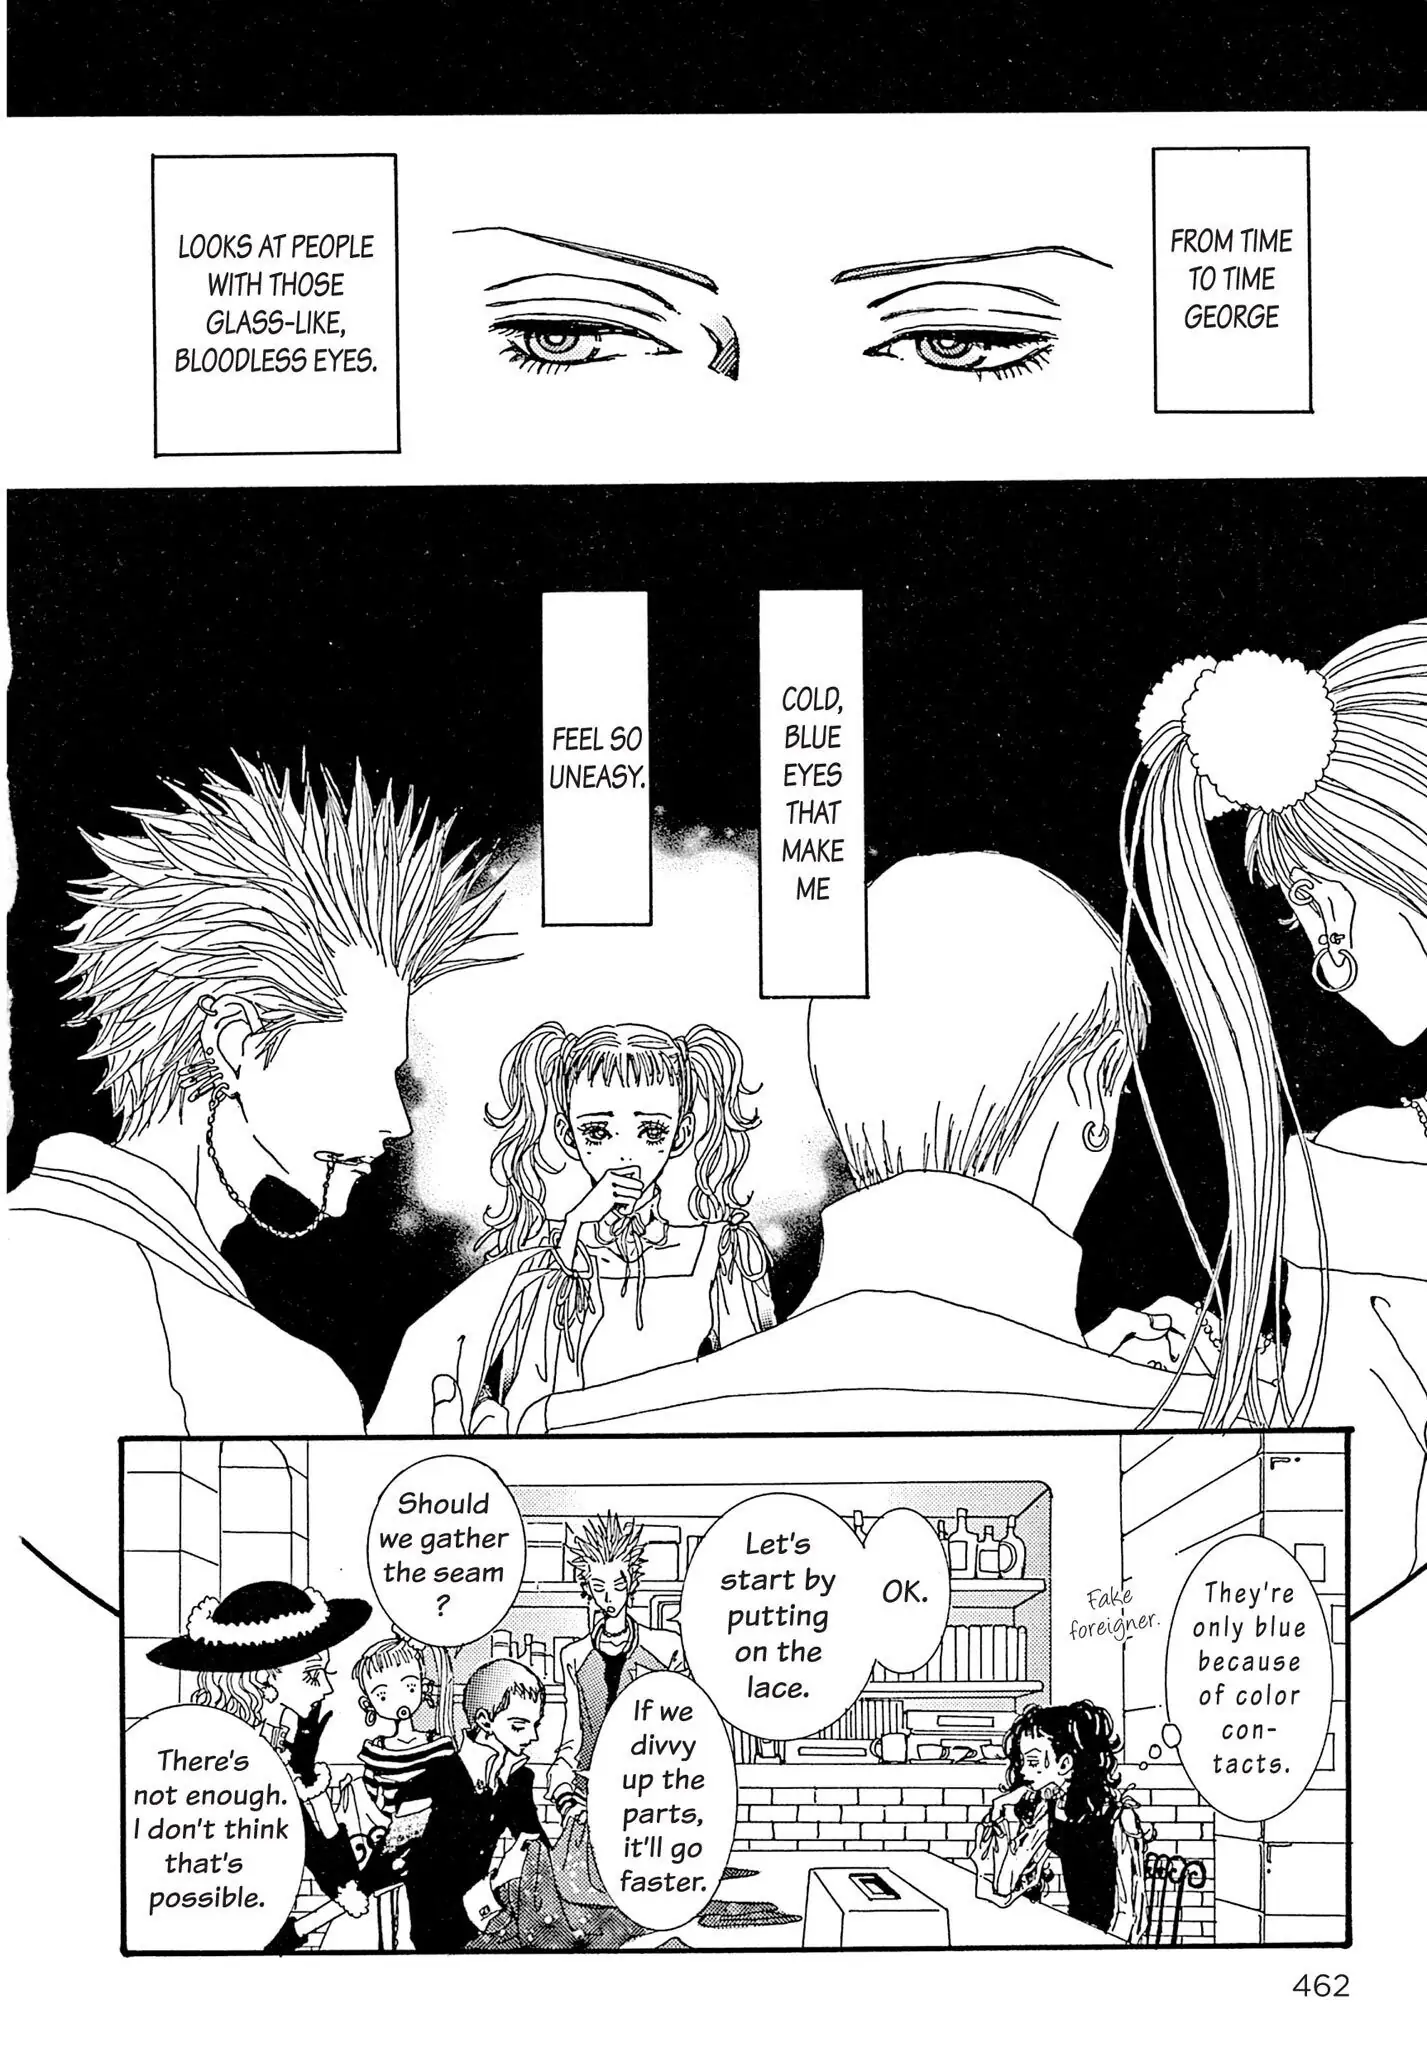 FROM TIME
TO TIME
GEORGE
LOOKS AT PEOPLE
WITH THOSE
GLASS-LIKE,
BLOODLESS EYES.
COLD,
BLUE
EYES
THAT
MAKE
ME
FEEL SO
UNEASY.
They're
only blue
because
of color
con-
tacts.
Fake
foreigner.
OK.
Let's
start by
putting
on the
lace.
If we
divvy
up the
parts,
it'll go
faster.
Should
we gather
the seam
?
There's
not enough.
I don't think
that's
possible.
462